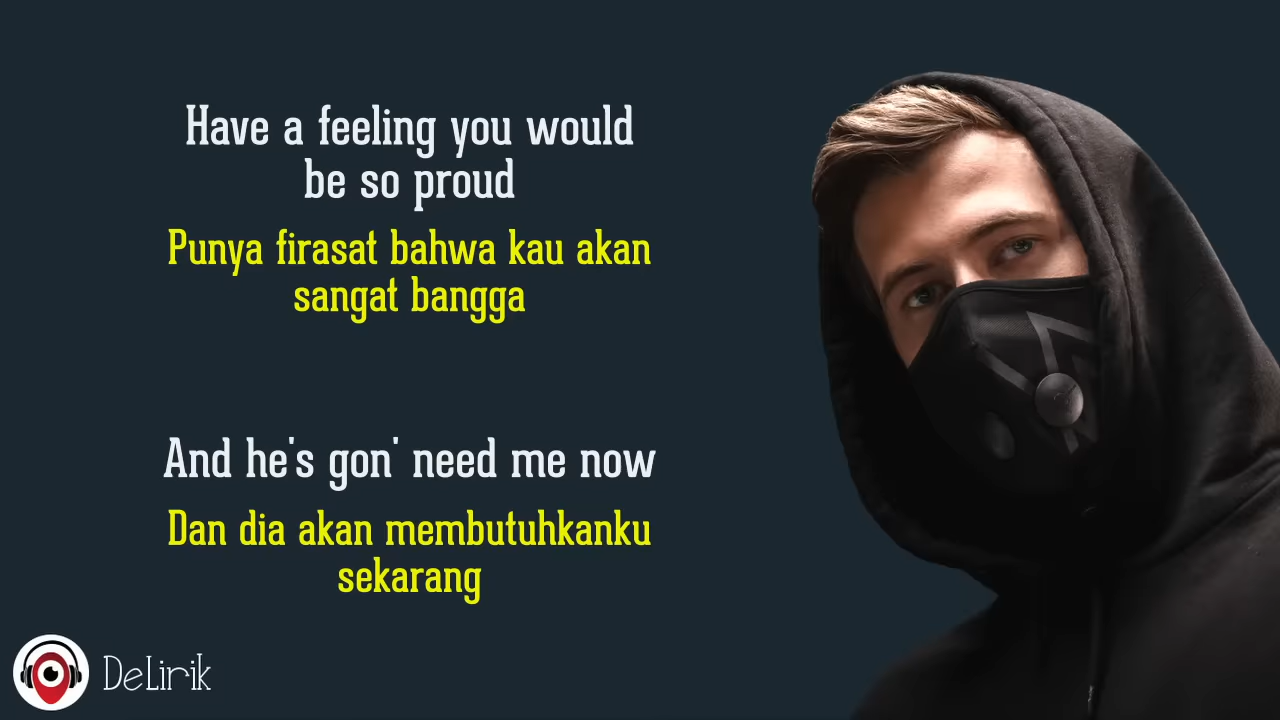 Have a feeling you would
be so proud
Punya firasat bahwa kau akan
sangat bangga
And he's gon' need me now
Dan dia akan membutuhkanku
sekarang
DeLirik